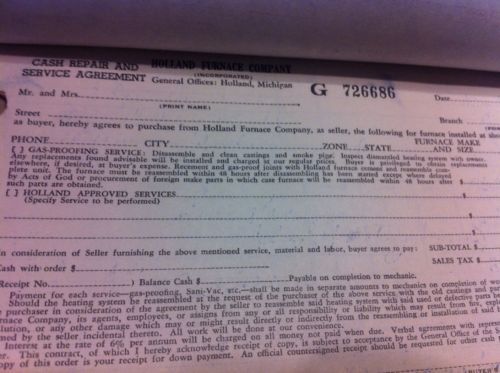 CASH REPAIR AND HOLLAND FURNACE COMPANY
(INCORPORATED)
SERVICE AGREEMENT General Offices: Holland, Michigan
G 726686
Mr. and Mrs. Date
(PRINT NAME)
Street Branch
as buyer, hereby agrees to purchase from Holland Furnace Company, as seller, the following for furnace installed at
PHONE CITY ZONE STATE FURNACE MAKE AND SIZE
[ ] GAS-PROOFING SERVICE: Disassemble and clean castings and smoke pipe. Inspect dismantled heating system with owner.
Any replacements found advisable will be installed and charged at our regular prices. Buyer is privileged to obtain replacements
elsewhere, if desired, at buyer's expense. Reassemble and gas-proof joints with Holland Furnace cement and reassemble com-
plete unit. The furnace must be reassembled within 48 hours after disassembling has been started except where delayed
by Acts of God or procurement of foreign make parts in which case furnace will be reassembled within 48 hours after
such parts are obtained. $
[ ] HOLLAND APPROVED SERVICES $
(Specify Service to be performed)
$
$
In consideration of Seller furnishing the above mentioned service, material and labor, buyer agrees to pay: SUB-TOTAL $
SALES TAX $
Cash with order $
Receipt No. ) Balance Cash $ Payable on completion to mechanic.
Payment for each service—gas-proofing, Sani-Vac, etc.—shall be made in separate amounts to mechanic on completion of
Should the heating system be reassembled at the request of the purchaser of the above service with the old castings and
purchaser in consideration of the agreement by the seller to reassemble said heating system with used or defective parts
Furnace Company, its agents, employes, or assigns from any or all responsibility or liability which may result from fire,
or any other damage which may or might result directly or indirectly from the reassembling or installation of said
by the seller incidental thereto. All work will be done at our convenience.
Interest at the rate of 6% per annum will be charged on all money not paid when due. Verbal agreements with
This contract, of which I hereby acknowledge receipt of copy, is subject to acceptance by the General Office of the
copy of this order is your receipt for down payment. An official countersigned receipt should be requested for other cash